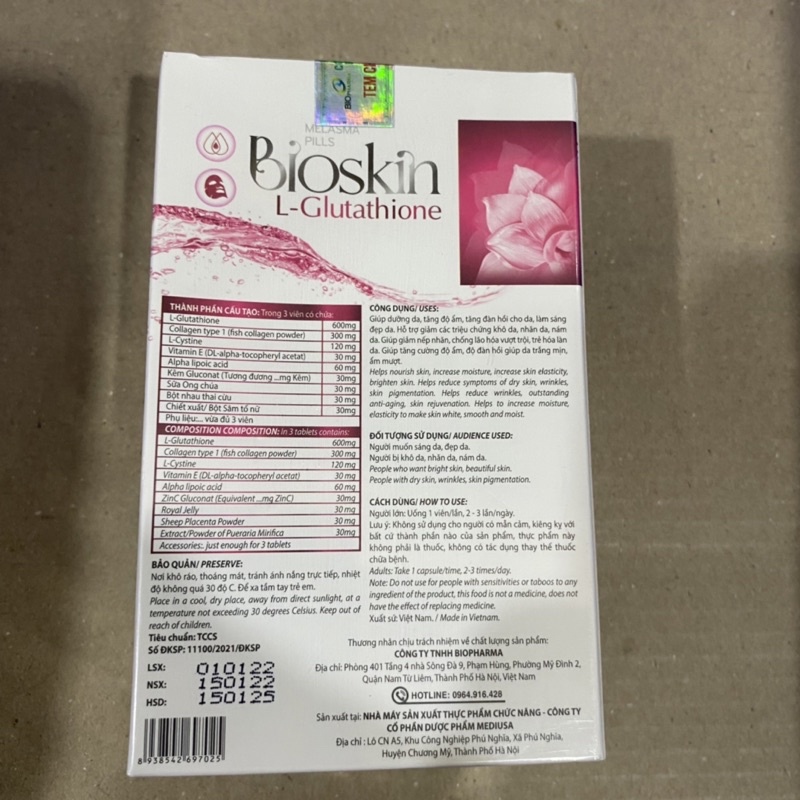 BIO
TEM C
MELASMA
PILLS
Bioskin
L-Glutathione
THÀNH PHẦN CẤU TẠO: Trong 3 viên có chứa:
L-Glutathione 600mg
Collagen type 1 (fish collagen powder) 300 mg
L-Cystine 120 mg
Vitamin E (DL-alpha-tocopheryl acetat) 30 mg
Alpha lipoic acid 60 mg
Kẽm Gluconat (Tương đương ...mg Kẽm) 30mg
Sữa Ong chúa 30 mg
Bột nhau thai cừu 30 mg
Chiết xuất/ Bột Sâm tố nữ 30mg
Phụ liệu:... vừa đủ 3 viên
COMPOSITION COMPOSITION: in 3 tablets contains:
L-Glutathione 600mg
Collagen type 1 (fish collagen powder) 300 mg
L-Cystine 120 mg
Vitamin E (DL-alpha-tocopheryl acetat) 30 mg
Alpha lipoic acid 60 mg
ZinC Gluconat (Equivalent ...mg ZinC) 30mg
Royal Jelly 30 mg
Sheep Placenta Powder 30 mg
Extract/Powder of Pueraria Mirifica 30mg
Accessories:. just enough for 3 tablets
BẢO QUẢN/ PRESERVE:
Nơi khô ráo, thoáng mát, tránh ánh nắng trực tiếp, nhiệt
độ không quá 30 độ C. Để xa tầm tay trẻ em.
Place in a cool, dry place, away from direct sunlight, at a
temperature not exceeding 30 degrees Celsius. Keep out of
reach of children.
Tiêu chuẩn: TCCS
Số ĐKSP: 11100/2021/ĐKSP
LSX: 010122
NSX: 150122
HSD: 150125
8 938542 697025
CÔNG DỤNG/ USES:
Giúp dưỡng da, tăng độ ẩm, tăng đàn hồi cho da, làm sáng
đẹp da. Hỗ trợ giảm các triệu chứng khô da, nhăn da, nám
da. Giúp giảm nếp nhăn, chống lão hóa vượt trội, trẻ hóa làn
da. Giúp tăng cường độ ẩm, độ đàn hồi giúp da trắng mịn,
ẩm mượt.
Helps nourish skin, increase moisture, increase skin elasticity,
brighten skin. Helps reduce symptoms of dry skin, wrinkles,
skin pigmentation. Helps reduce wrinkles, outstanding
anti-aging, skin rejuvenation. Helps to increase moisture,
elasticity to make skin white, smooth and moist.
ĐỐI TƯỢNG SỬ DỤNG/ AUDIENCE USED:
Người muốn sáng da, đẹp da.
Người bị khô da, nhăn da, nám da.
People who want bright skin, beautiful skin.
People with dry skin, wrinkles, skin pigmentation.
CÁCH DÙNG/ HOW TO USE:
Người lớn: Uống 1 viên/lần, 2 - 3 lần/ngày.
Lưu ý: Không sử dụng cho người có mẫn cảm, kiêng kỵ với
bất cứ thành phần nào của sản phẩm, thực phẩm này
không phải là thuốc, không có tác dụng thay thế thuốc
chữa bệnh.
Adults: Take 1 capsule/time, 2-3 times/day.
Note: Do not use for people with sensitivities or taboos to any
ingredient of the product, this food is not a medicine, does not
have the effect of replacing medicine.
Xuất sứ: Việt Nam. / Made in Vietnam.
Thương nhân chịu trách nhiệm về chất lượng sản phẩm:
CÔNG TY TNHH BIOPHARMA
Địa chỉ: Phòng 401 Tầng 4 nhà Sông Đà 9, Phạm Hùng, Phường Mỹ Đình 2,
Quận Nam Từ Liêm, Thành Phố Hà Nội, Việt Nam
HOTLINE: 0964.916.428
Sản xuất tại: NHÀ MÁY SẢN XUẤT THỰC PHẨM CHỨC NĂNG - CÔNG TY
CỔ PHẦN DƯỢC PHẨM MEDIUSA
Địa chỉ : Lô CN A5, Khu Công Nghiệp Phú Nghĩa, Xã Phú Nghĩa,
Huyện Chương Mỹ, Thành Phố Hà Nội